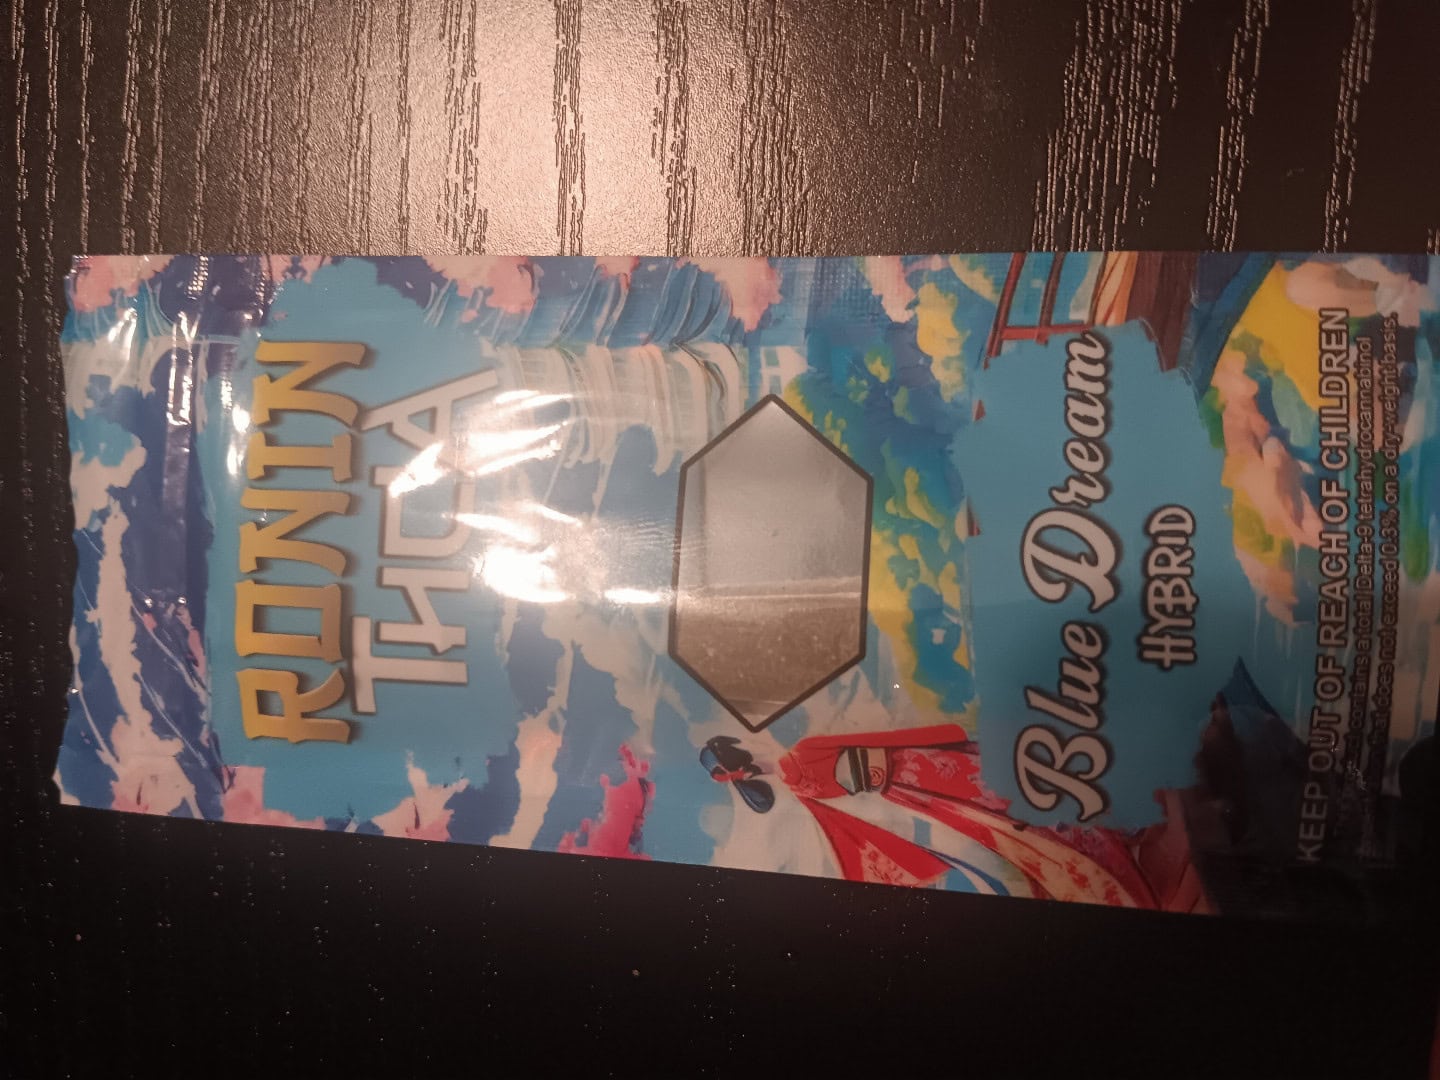 RONIN
THCA
Blue Dream
HYBRID
KEEP OUT OF REACH OF CHILDREN
contains a total Delta-9 tetrahydrocannabinol
that does not exceed 0.3% on a dry-weight basis.